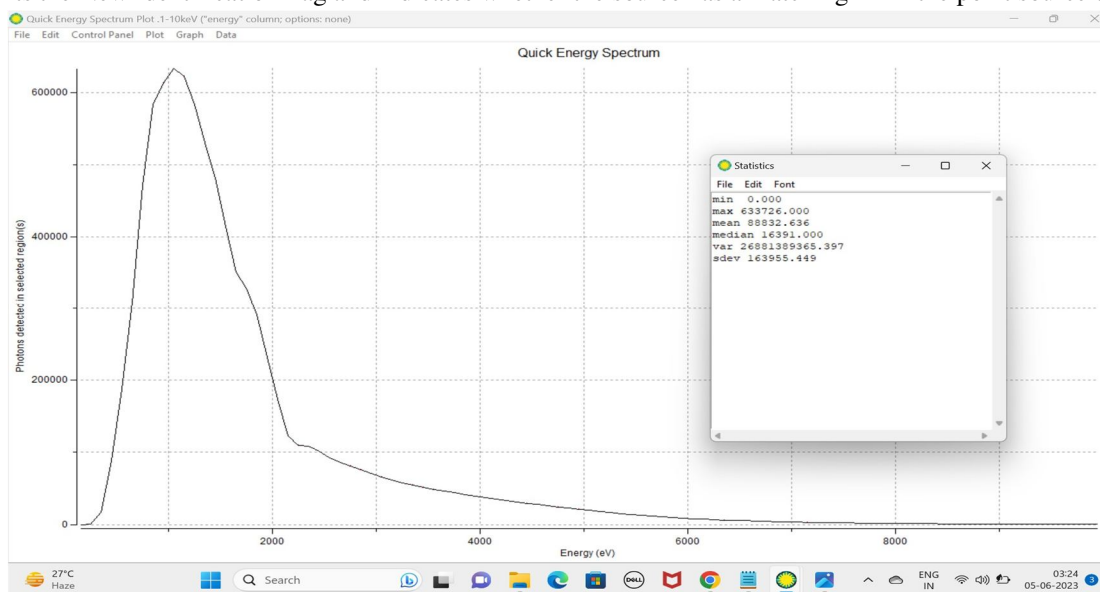 Quick Energy Spectrum Plot .1-10keV ("energy" column; options: none)
File Edit Control Panel Plot Graph Data
Quick Energy Spectrum
600000
400000
200000
0
Photons detected in selected region(s)
2000
4000
6000
8000
Energy (eV)
Statistics
File Edit Font
min 0.000
max 633726.000
mean 88832.636
median 16391.000
var 26881389365.397
sdev 163955.449
27°C
Haze
Search
DELL
ENG
IN
03:24
05-06-2023
3